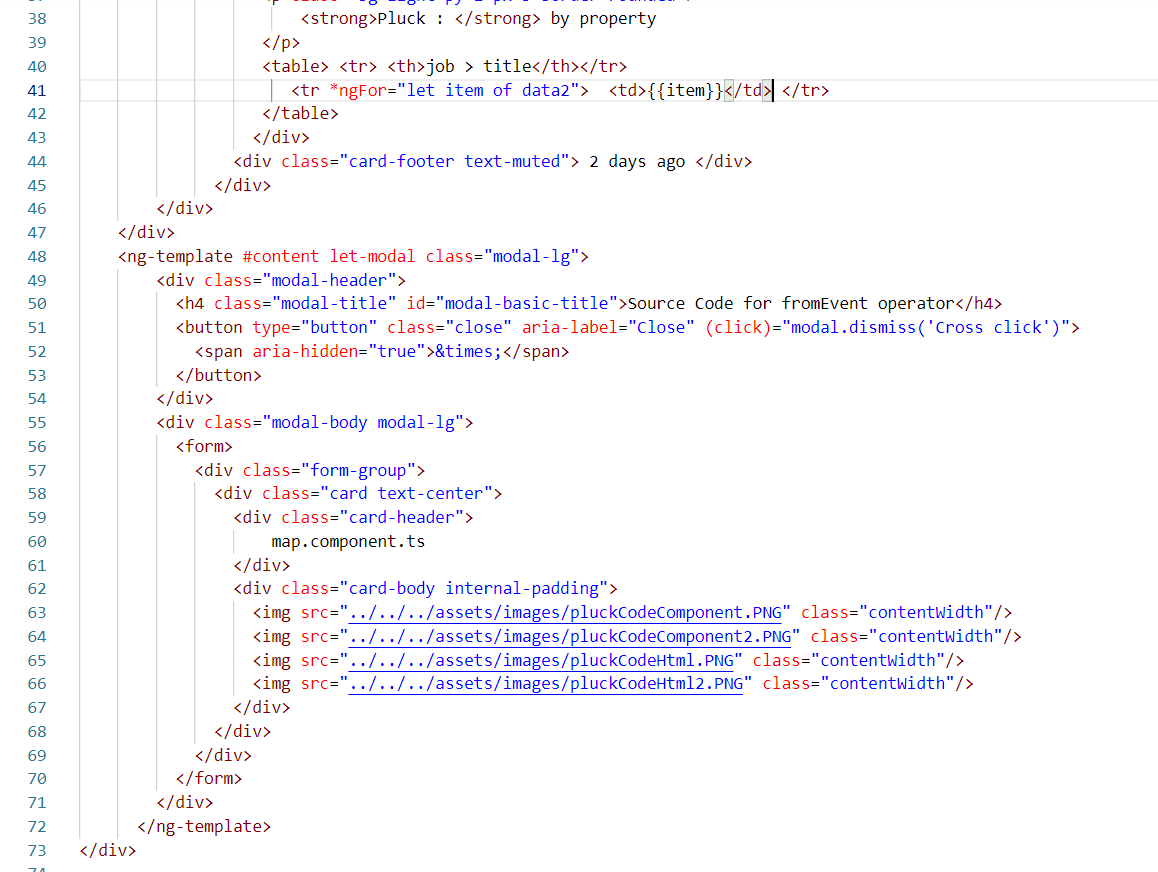 38 <strong>Pluck : </strong> by property
39 </p>
40 <table> <tr> <th>job > title</th></tr>
41 <tr *ngFor="let item of data2">  <td>{{item}}</td> </tr>
42 </table>
43 </div>
44 <div class="card-footer text-muted"> 2 days ago </div>
45 </div>
46 </div>
47 </div>
48 <ng-template #content let-modal class="modal-lg">
49 <div class="modal-header">
50 <h4 class="modal-title" id="modal-basic-title">Source Code for fromEvent operator</h4>
51 <button type="button" class="close" aria-label="Close" (click)="modal.dismiss('Cross click')">
52 <span aria-hidden="true">&times;</span>
53 </button>
54 </div>
55 <div class="modal-body modal-lg">
56 <form>
57 <div class="form-group">
58 <div class="card text-center">
59 <div class="card-header">
60 map.component.ts
61 </div>
62 <div class="card-body internal-padding">
63 <img src="../../../assets/images/pluckCodeComponent.PNG" class="contentWidth"/>
64 <img src="../../../assets/images/pluckCodeComponent2.PNG" class="contentWidth"/>
65 <img src="../../../assets/images/pluckCodeHtml.PNG" class="contentWidth"/>
66 <img src="../../../assets/images/pluckCodeHtml2.PNG" class="contentWidth"/>
67 </div>
68 </div>
69 </div>
70 </form>
71 </div>
72 </ng-template>
73 </div>